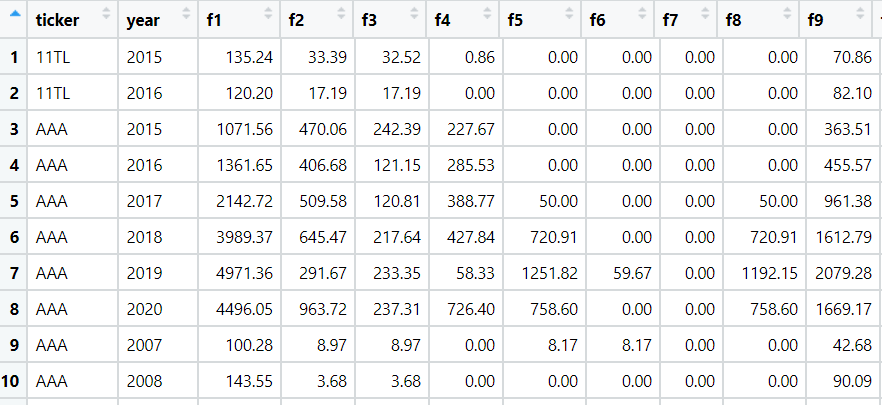 ticker year f1 f2 f3 f4 f5 f6 f7 f8 f9
1 11TL 2015 135.24 33.39 32.52 0.86 0.00 0.00 0.00 0.00 70.86
2 11TL 2016 120.20 17.19 17.19 0.00 0.00 0.00 0.00 0.00 82.10
3 AAA 2015 1071.56 470.06 242.39 227.67 0.00 0.00 0.00 0.00 363.51
4 AAA 2016 1361.65 406.68 121.15 285.53 0.00 0.00 0.00 0.00 455.57
5 AAA 2017 2142.72 509.58 120.81 388.77 50.00 0.00 0.00 50.00 961.38
6 AAA 2018 3989.37 645.47 217.64 427.84 720.91 0.00 0.00 720.91 1612.79
7 AAA 2019 4971.36 291.67 233.35 58.33 1251.82 59.67 0.00 1192.15 2079.28
8 AAA 2020 4496.05 963.72 237.31 726.40 758.60 0.00 0.00 758.60 1669.17
9 AAA 2007 100.28 8.97 8.97 0.00 8.17 8.17 0.00 0.00 42.68
10 AAA 2008 143.55 3.68 3.68 0.00 0.00 0.00 0.00 0.00 90.09